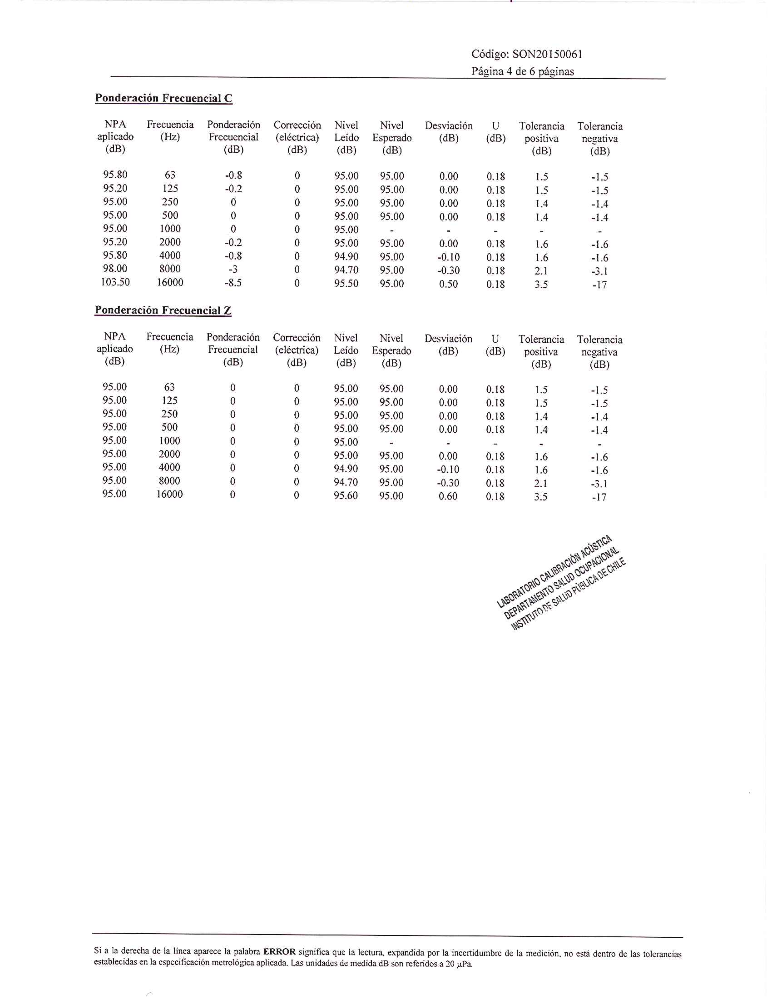 Código: SON20150061
Página 4 de 6 páginas
Ponderación Frecuencial C
NPA Frecuencia Ponderación Corrección Nivel Nivel Desviación U Tolerancia Tolerancia
aplicado (Hz) Frecuencial (eléctrica) Leído Esperado (dB) (dB) positiva negativa
(dB) (dB) (dB) (dB) (dB) (dB) (dB)
95.80 63 -0.8 0 95.00 95.00 0.00 0.18 1.5 -1.5
95.20 125 -0.2 0 95.00 95.00 0.00 0.18 1.5 -1.5
95.00 250 0 0 95.00 95.00 0.00 0.18 1.4 -1.4
95.00 500 0 0 95.00 95.00 0.00 0.18 1.4 -1.4
95.00 1000 0 0 95.00 - - - - -
95.20 2000 -0.2 0 95.00 95.00 0.00 0.18 1.6 -1.6
95.80 4000 -0.8 0 94.90 95.00 -0.10 0.18 1.6 -1.6
98.00 8000 -3 0 94.70 95.00 -0.30 0.18 2.1 -3.1
103.50 16000 -8.5 0 95.50 95.00 0.50 0.18 3.5 -17
Ponderación Frecuencial Z
NPA Frecuencia Ponderación Corrección Nivel Nivel Desviación U Tolerancia Tolerancia
aplicado (Hz) Frecuencial (eléctrica) Leído Esperado (dB) (dB) positiva negativa
(dB) (dB) (dB) (dB) (dB) (dB) (dB)
95.00 63 0 0 95.00 95.00 0.00 0.18 1.5 -1.5
95.00 125 0 0 95.00 95.00 0.00 0.18 1.5 -1.5
95.00 250 0 0 95.00 95.00 0.00 0.18 1.4 -1.4
95.00 500 0 0 95.00 95.00 0.00 0.18 1.4 -1.4
95.00 1000 0 0 95.00 - - - - -
95.00 2000 0 0 95.00 95.00 0.00 0.18 1.6 -1.6
95.00 4000 0 0 94.90 95.00 -0.10 0.18 1.6 -1.6
95.00 8000 0 0 94.70 95.00 -0.30 0.18 2.1 -3.1
95.00 16000 0 0 95.60 95.00 0.60 0.18 3.5 -17
LABORATORIO CALIBRACIÓN ACÚSTICA
DEPARTAMENTO SALUD OCUPACIONAL
INSTITUTO DE SALUD PÚBLICA DE CHILE
Si a la derecha de la línea aparece la palabra ERROR significa que la lectura, expandida por la incertidumbre de la medición, no está dentro de las tolerancias
establecidas en la especificación metrológica aplicada. Las unidades de medida dB son referidos a 20 µPa.